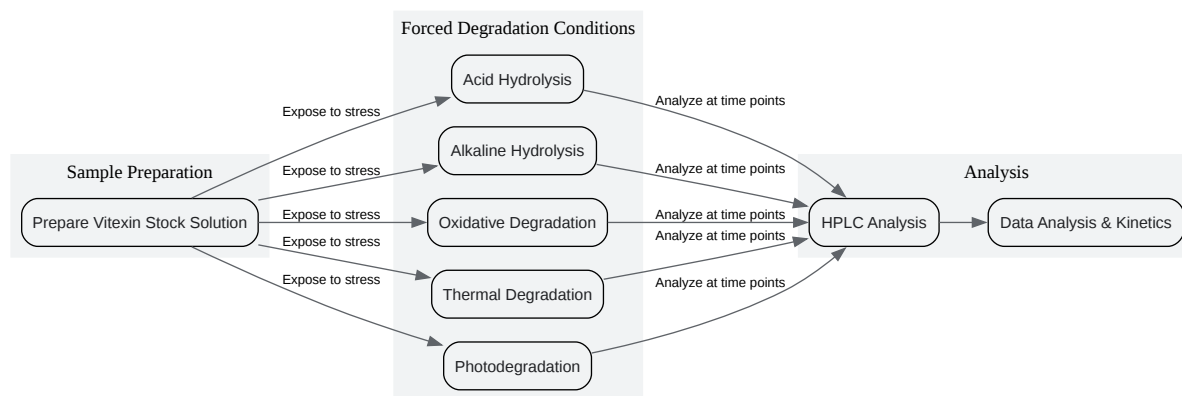 Forced Degradation Conditions
Acid Hydrolysis
Expose to stress
Analyze at time points
Alkaline Hydrolysis
Sample Preparation
Expose to stress
Analyze at time points
Analysis
Prepare Vitexin Stock Solution
Expose to stress
Oxidative Degradation
Analyze at time points
HPLC Analysis
Data Analysis & Kinetics
Expose to stress
Analyze at time points
Thermal Degradation
Expose to stress
Analyze at time points
Photodegradation